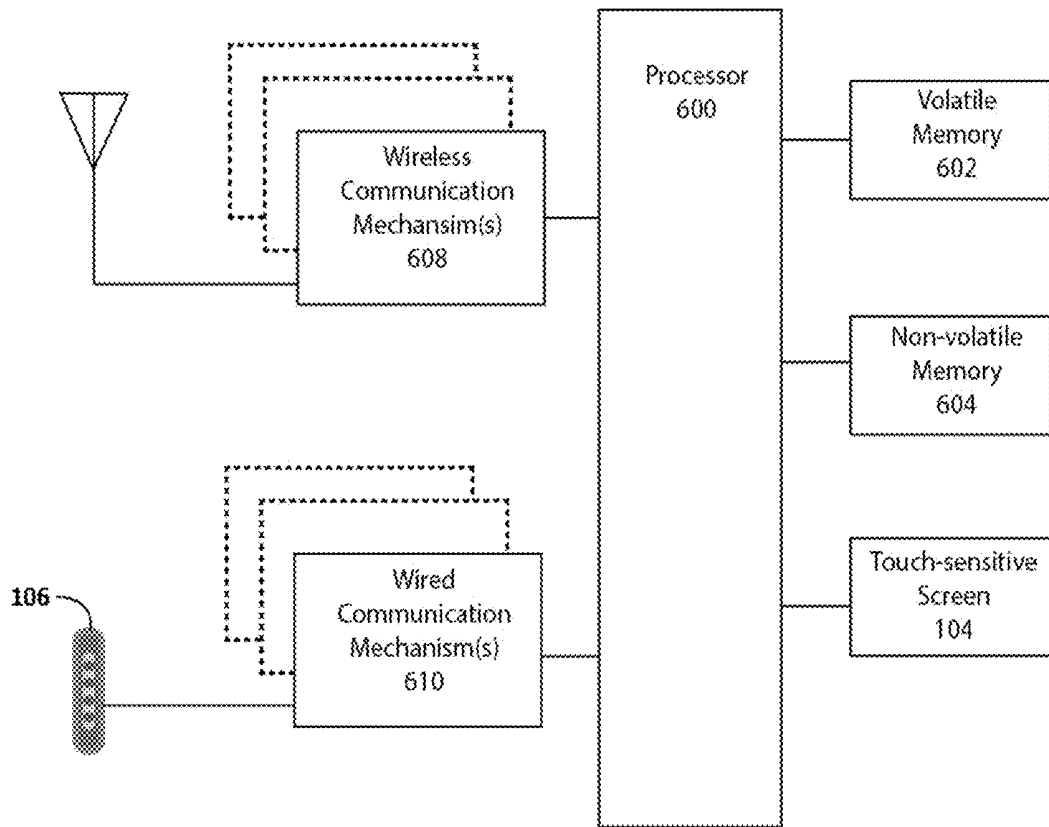 Wireless
Communication
Mechansim(s)
608
Processor
600
Volatile
Memory
602
Non-volatile
Memory
604
106
Wired
Communication
Mechanism(s)
610
Touch-sensitive
Screen
104